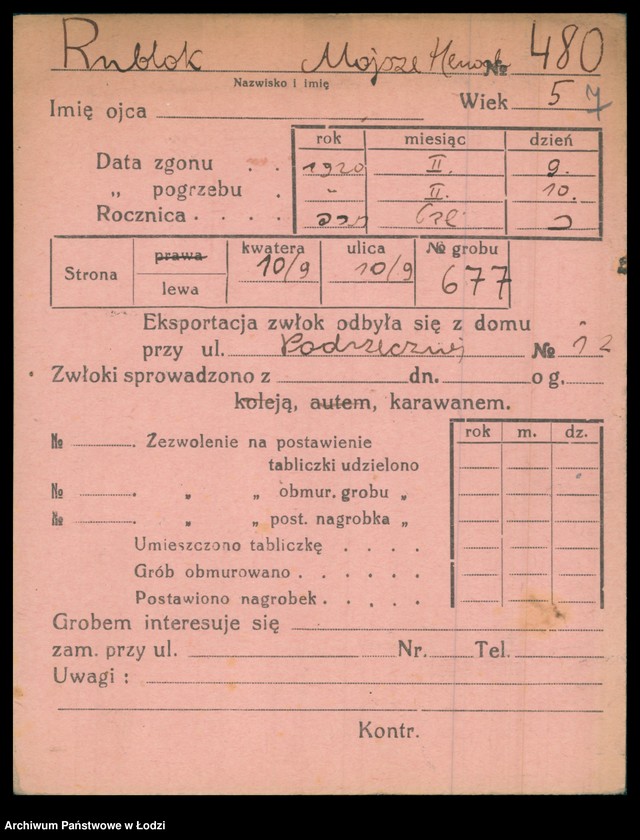 Rublok Mojsze Henoch № 480
Nazwisko i imię
Imię ojca Wiek 57
rok miesiąc dzień
Data zgonu . . 1920 II. 9.
„ pogrzebu . " II. 10.
Rocznica . . . .
Strona prawa lewa kwatera 10/9 ulica 10/9 № grobu 677
Eksportacja zwłok odbyła się z domu
przy ul. Podrzecznej № 12
Zwłoki sprowadzono z dn. o g.
koleją, autem, karawanem.
rok m. dz.
№ . Zezwolenie na postawienie
tabliczki udzielono
№ . „ „ obmur. grobu „
№ . „ „ post. nagrobka „
Umieszczono tabliczkę . . . .
Grób obmurowano . . . . .
Postawiono nagrobek . . . . .
Grobem interesuje się
zam. przy ul. Nr. Tel.
Uwagi :
Kontr.
Archiwum Państwowe w Łodzi